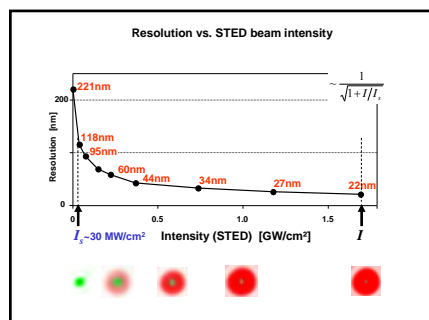 Resolution vs. STED beam intensity
~ 1/√(1+I/Iₛ)
Resolution [nm]
200
0
221nm
118nm
95nm
60nm
44nm
34nm
27nm
22nm
0 0.5 1.0 1.5
Iₛ~30 MW/cm² Intensity (STED) [GW/cm²] I